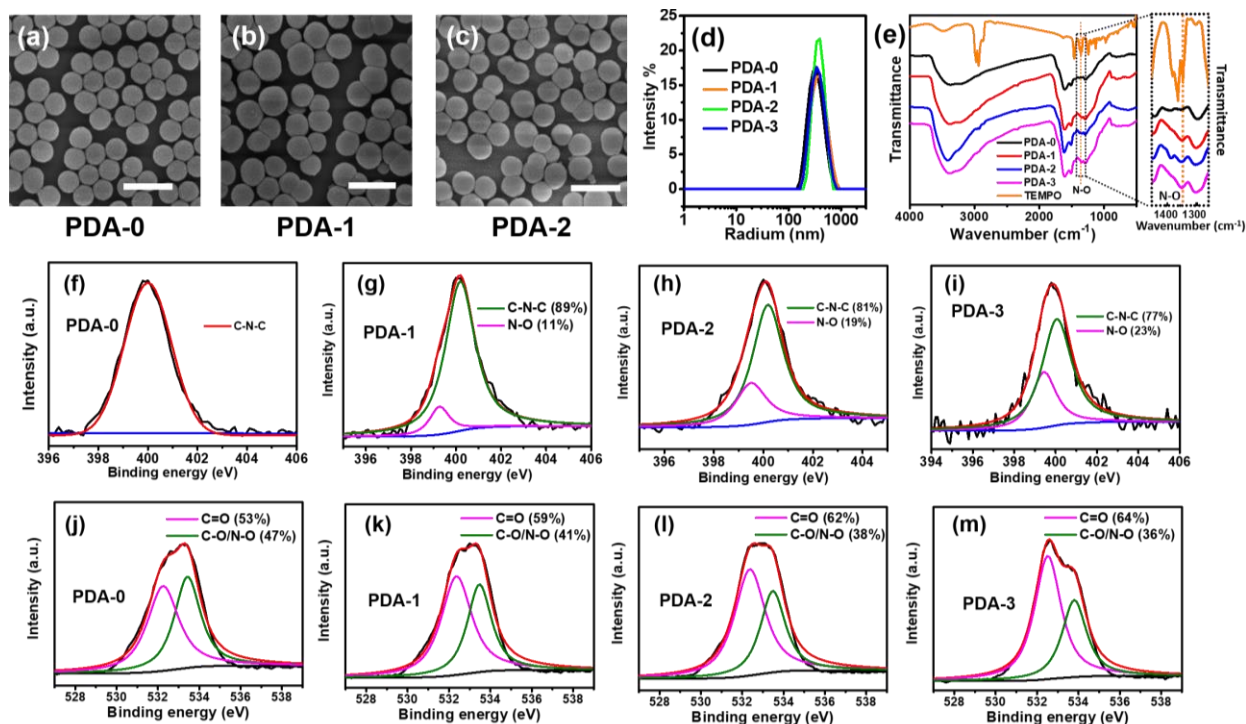 (a)
(b)
(c)
PDA-0
PDA-1
PDA-2
(d)
Intensity %
25
20
15
10
5
0
PDA-0
PDA-1
PDA-2
PDA-3
1
10
100
1000
Radium (nm)
(e)
Transmittance
PDA-0
PDA-1
PDA-2
PDA-3
TEMPO
N-O
4000
3000
2000
1000
Wavenumber (cm-1)
N-O
1400
1300
Wavenumber (cm-1)
Transmittance
(f)
PDA-0
C-N-C
Intensity (a.u.)
396 398 400 402 404 406
Binding energy (eV)
(g)
PDA-1
C-N-C (89%)
N-O (11%)
Intensity (a.u.)
396 398 400 402 404 406
Binding energy (eV)
(h)
PDA-2
C-N-C (81%)
N-O (19%)
Intensity (a.u.)
396 398 400 402 404
Binding energy (eV)
(i)
PDA-3
C-N-C (77%)
N-O (23%)
Intensity (a.u.)
394 396 398 400 402 404 406
Binding energy (eV)
(j)
C=O (53%)
C-O/N-O (47%)
PDA-0
Intensity (a.u.)
528 530 532 534 536 538
Binding energy (eV)
(k)
C=O (59%)
C-O/N-O (41%)
PDA-1
Intensity (a.u.)
528 530 532 534 536 538
Binding energy (eV)
(l)
C=O (62%)
C-O/N-O (38%)
PDA-2
Intensity (a.u.)
528 530 532 534 536 538
Binding energy (eV)
(m)
C=O (64%)
C-O/N-O (36%)
PDA-3
Intensity (a.u.)
528 530 532 534 536 538
Binding energy (eV)